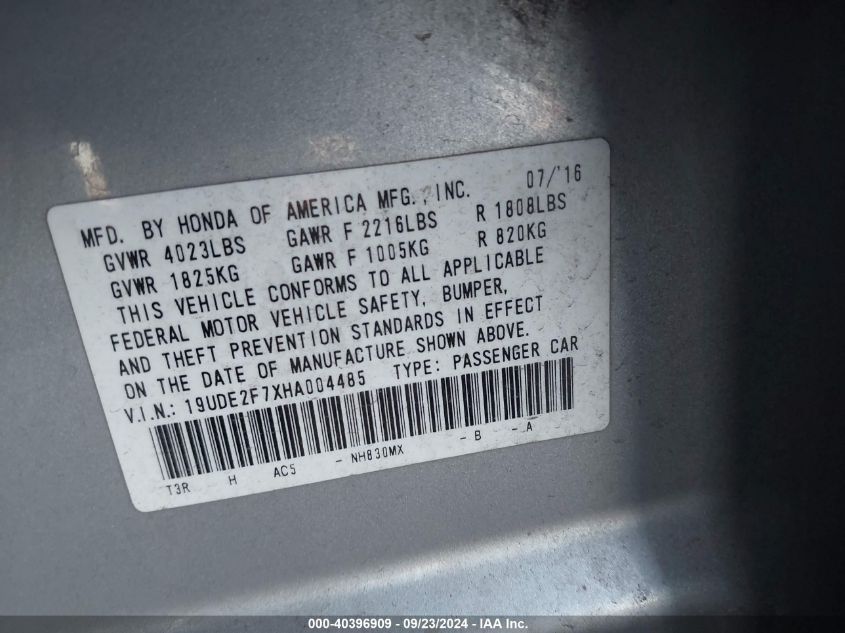 MFD. BY HONDA OF AMERICA MFG., INC. 07/'16
GVWR 4023LBS GAWR F 2216LBS R 1808LBS
GVWR 1825KG GAWR F 1005KG R 820KG
THIS VEHICLE CONFORMS TO ALL APPLICABLE
FEDERAL MOTOR VEHICLE SAFETY, BUMPER,
AND THEFT PREVENTION STANDARDS IN EFFECT
ON THE DATE OF MANUFACTURE SHOWN ABOVE.
V.I.N.: 19UDE2F7XHA004485 TYPE: PASSENGER CAR
T3R H AC5 - NH830MX - B - A
000-40396909 - 09/23/2024 - IAA Inc.